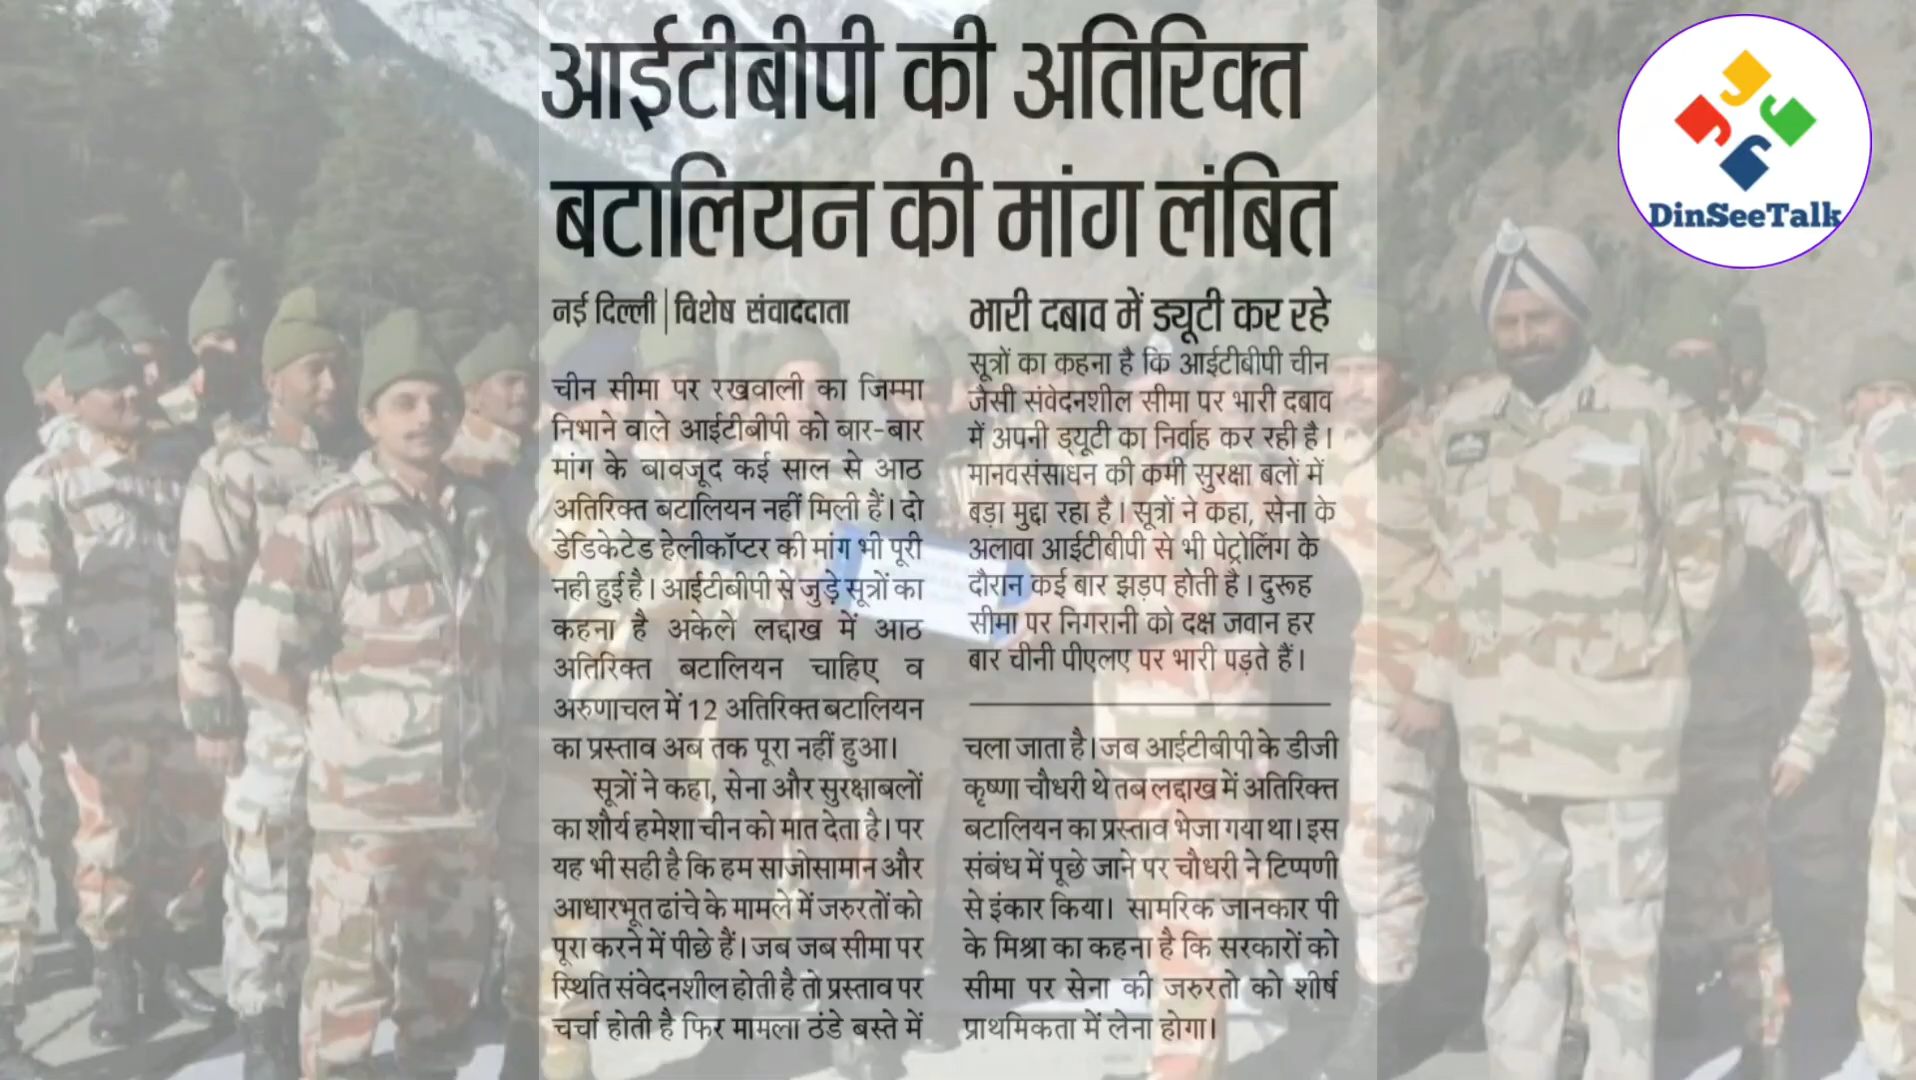 आईटीबीपी की अतिरिक्त
बटालियन की मांग लंबित
नई दिल्ली | विशेष संवाददाता
चीन सीमा पर रखवाली का जिम्मा
निभाने वाले आईटीबीपी को बार-बार
मांग के बावजूद कई साल से आठ
अतिरिक्त बटालियन नहीं मिली हैं। दो
डेडिकेटेड हेलीकॉप्टर की मांग भी पूरी
नही हुई है। आईटीबीपी से जुड़े सूत्रों का
कहना है अकेले लद्दाख में आठ
अतिरिक्त बटालियन चाहिए व
अरुणाचल में 12 अतिरिक्त बटालियन
का प्रस्ताव अब तक पूरा नहीं हुआ।
सूत्रों ने कहा, सेना और सुरक्षाबलों
का शौर्य हमेशा चीन को मात देता है। पर
यह भी सही है कि हम साजोसामान और
आधारभूत ढांचे के मामले में जरुरतों को
पूरा करने में पीछे हैं। जब जब सीमा पर
स्थिति संवेदनशील होती है तो प्रस्ताव पर
चर्चा होती है फिर मामला ठंडे बस्ते में
भारी दबाव में ड्यूटी कर रहे
सूत्रों का कहना है कि आईटीबीपी चीन
जैसी संवेदनशील सीमा पर भारी दबाव
में अपनी ड्यूटी का निर्वाह कर रही है।
मानवसंसाधन की कमी सुरक्षा बलों में
बड़ा मुद्दा रहा है। सूत्रों ने कहा, सेना के
अलावा आईटीबीपी से भी पेट्रोलिंग के
दौरान कई बार झड़प होती है। दुरूह
सीमा पर निगरानी को दक्ष जवान हर
बार चीनी पीएलए पर भारी पड़ते हैं।
चला जाता है। जब आईटीबीपी के डीजी
कृष्णा चौधरी थे तब लद्दाख में अतिरिक्त
बटालियन का प्रस्ताव भेजा गया था। इस
संबंध में पूछे जाने पर चौधरी ने टिप्पणी
से इंकार किया। सामरिक जानकार पी
के मिश्रा का कहना है कि सरकारों को
सीमा पर सेना की जरुरतो को शीर्ष
प्राथमिकता में लेना होगा।
DinSeeTalk